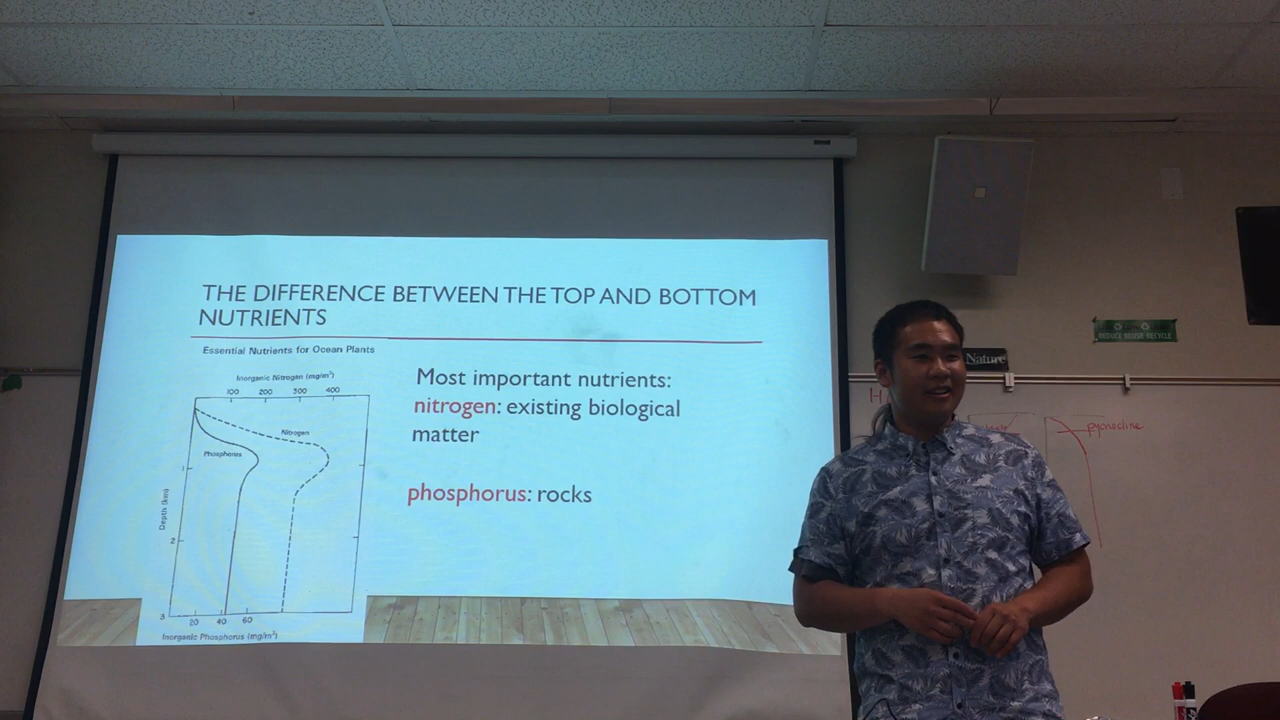 THE DIFFERENCE BETWEEN THE TOP AND BOTTOM
NUTRIENTS
Essential Nutrients for Ocean Plants
Inorganic Nitrogen (mg/m³)
100 200 300 400
Nitrogen
Phosphorus
1
Depth (km)
2
3
20 40 60
Inorganic Phosphorus (mg/m³)
Most important nutrients:
nitrogen: existing biological
matter
phosphorus: rocks
REDUCE REUSE RECYCLE
Nature
H
pycnocline